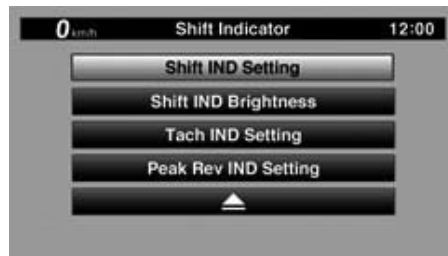 0 km/h Shift Indicator 12:00
Shift IND Setting
Shift IND Brightness
Tach IND Setting
Peak Rev IND Setting